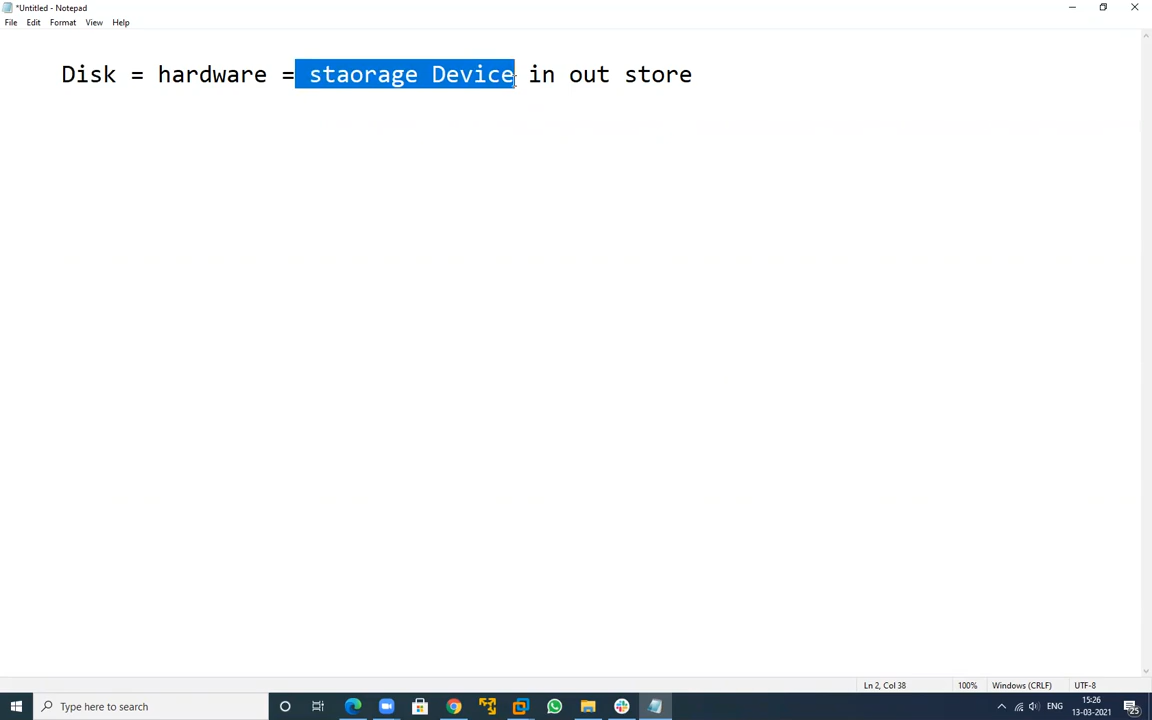 *Untitled - Notepad
File Edit Format View Help
Disk = hardware = staorage Device in out store
Ln 2, Col 38 100% Windows (CRLF) UTF-8
Type here to search
ENG
15:26
13-03-2021
25